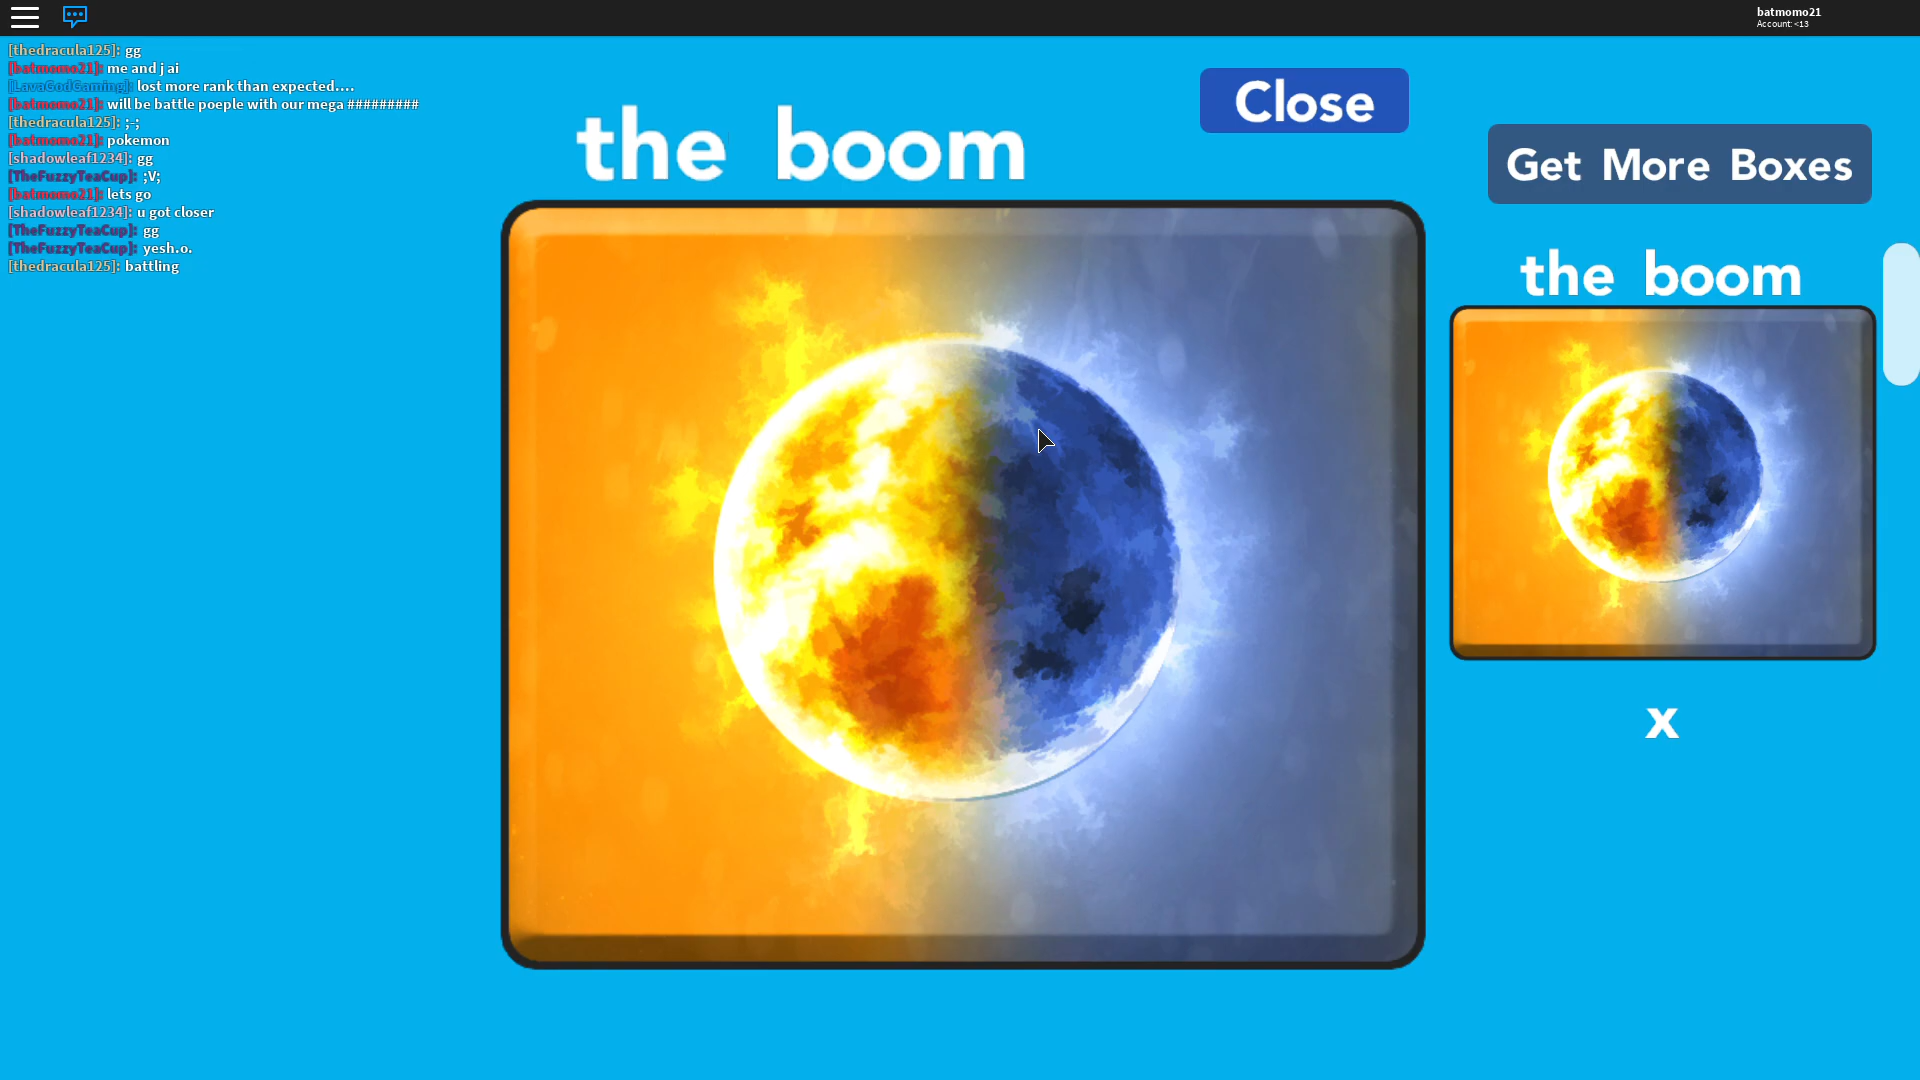 batmomo21
Account: <13
[thedracula125]: gg
[batmomo21]: me and j ai
[LavaGodGaming]: lost more rank than expected....
[batmomo21]: will be battle poeple with our mega #########
[thedracula125]: ;-;
[batmomo21]: pokemon
[shadowleaf1234]: gg
[TheFuzzyTeaCup]: ;V;
[batmomo21]: lets go
[shadowleaf1234]: u got closer
[TheFuzzyTeaCup]: gg
[TheFuzzyTeaCup]: yesh.o.
[thedracula125]: battling
the boom
Close
Get More Boxes
the boom
x